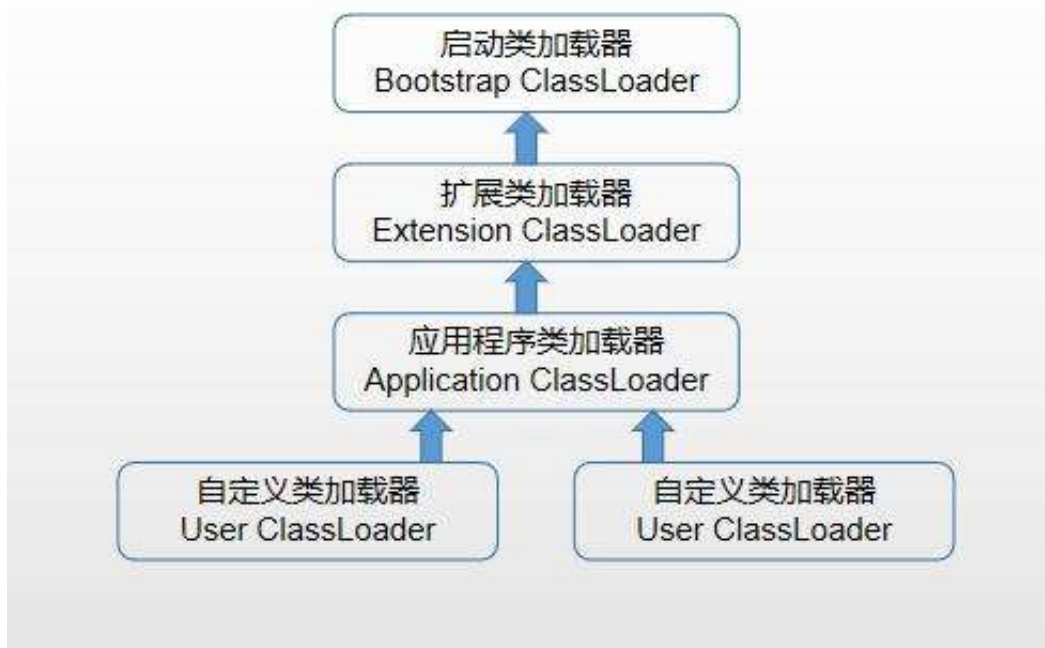 启动类加载器
Bootstrap ClassLoader
扩展类加载器
Extension ClassLoader
应用程序类加载器
Application ClassLoader
自定义类加载器
User ClassLoader
自定义类加载器
User ClassLoader